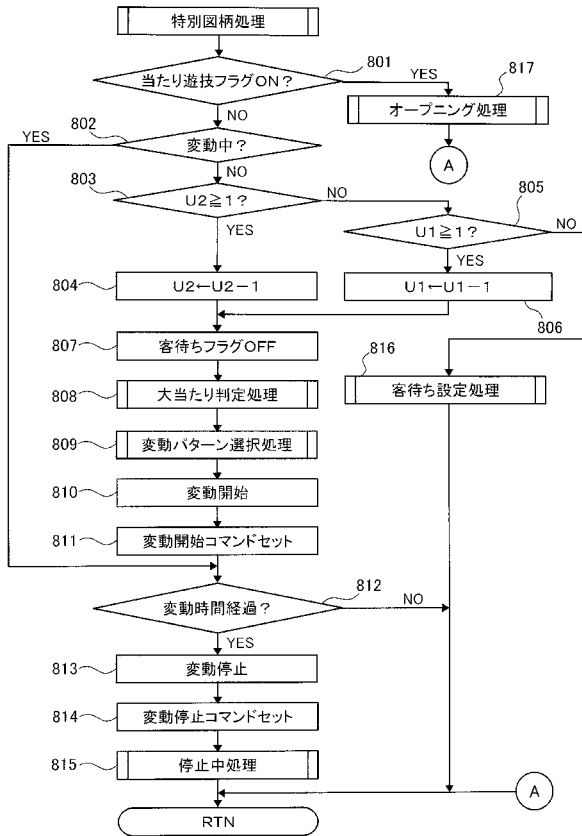 特別図柄処理
801
当たり遊技フラグON?
YES
817
オープニング処理
NO
A
802
YES
変動中?
NO
803
U2≧1?
NO
805
YES
U1≧1?
NO
YES
804
U2←U2-1
U1←U1-1
806
807
客待ちフラグOFF
816
808
大当たり判定処理
客待ち設定処理
809
変動パターン選択処理
810
変動開始
811
変動開始コマンドセット
812
変動時間経過?
NO
YES
813
変動停止
814
変動停止コマンドセット
815
停止中処理
A
RTN